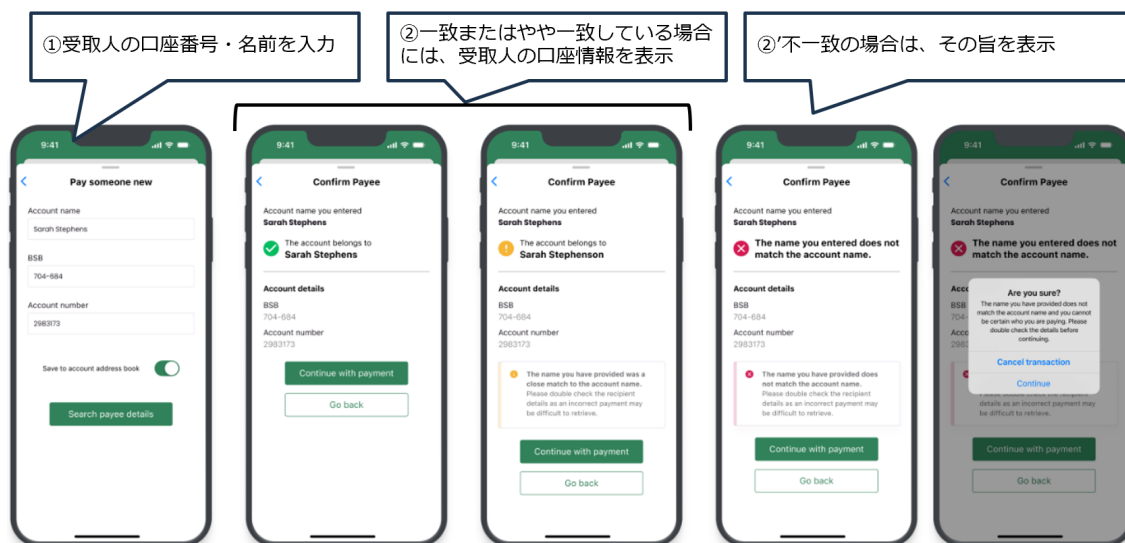 ①受取人の口座番号・名前を入力
②一致またはやや一致している場合
には、受取人の口座情報を表示
②’不一致の場合は、その旨を表示
9:41
Pay someone new
Account name
Sarah Stephens
BSB
704-684
Account number
2983173
Save to account address book
Search payee details
9:41
Confirm Payee
Account name you entered
Sarah Stephens
The account belongs to
Sarah Stephens
Account details
BSB
704-684
Account number
2983173
Continue with payment
Go back
9:41
Confirm Payee
Account name you entered
Sarah Stephens
The account belongs to
Sarah Stephenson
Account details
BSB
704-684
Account number
2983173
The name you have provided was a
close match to the account name.
Please double check the recipient
details as an incorrect payment may
be difficult to retrieve.
Continue with payment
Go back
9:41
Confirm Payee
Account name you entered
Sarah Stephens
The name you entered does not
match the account name.
Account details
BSB
704-684
Account number
2983173
The name you have provided does
not match the account name.
Please double check the recipient
details as an incorrect payment may
be difficult to retrieve.
Continue with payment
Go back
9:41
Confirm Payee
Account name you entered
Sarah Stephens
The name you entered does not
match the account name.
Are you sure?
The name you have provided does not
match the account name and you cannot
be certain who you are paying. Please
double check the details before
continuing.
Cancel transaction
Continue
BSB
704-
2983173
details as an incorrect payment may
be difficult to retrieve.
Continue with payment
Go back